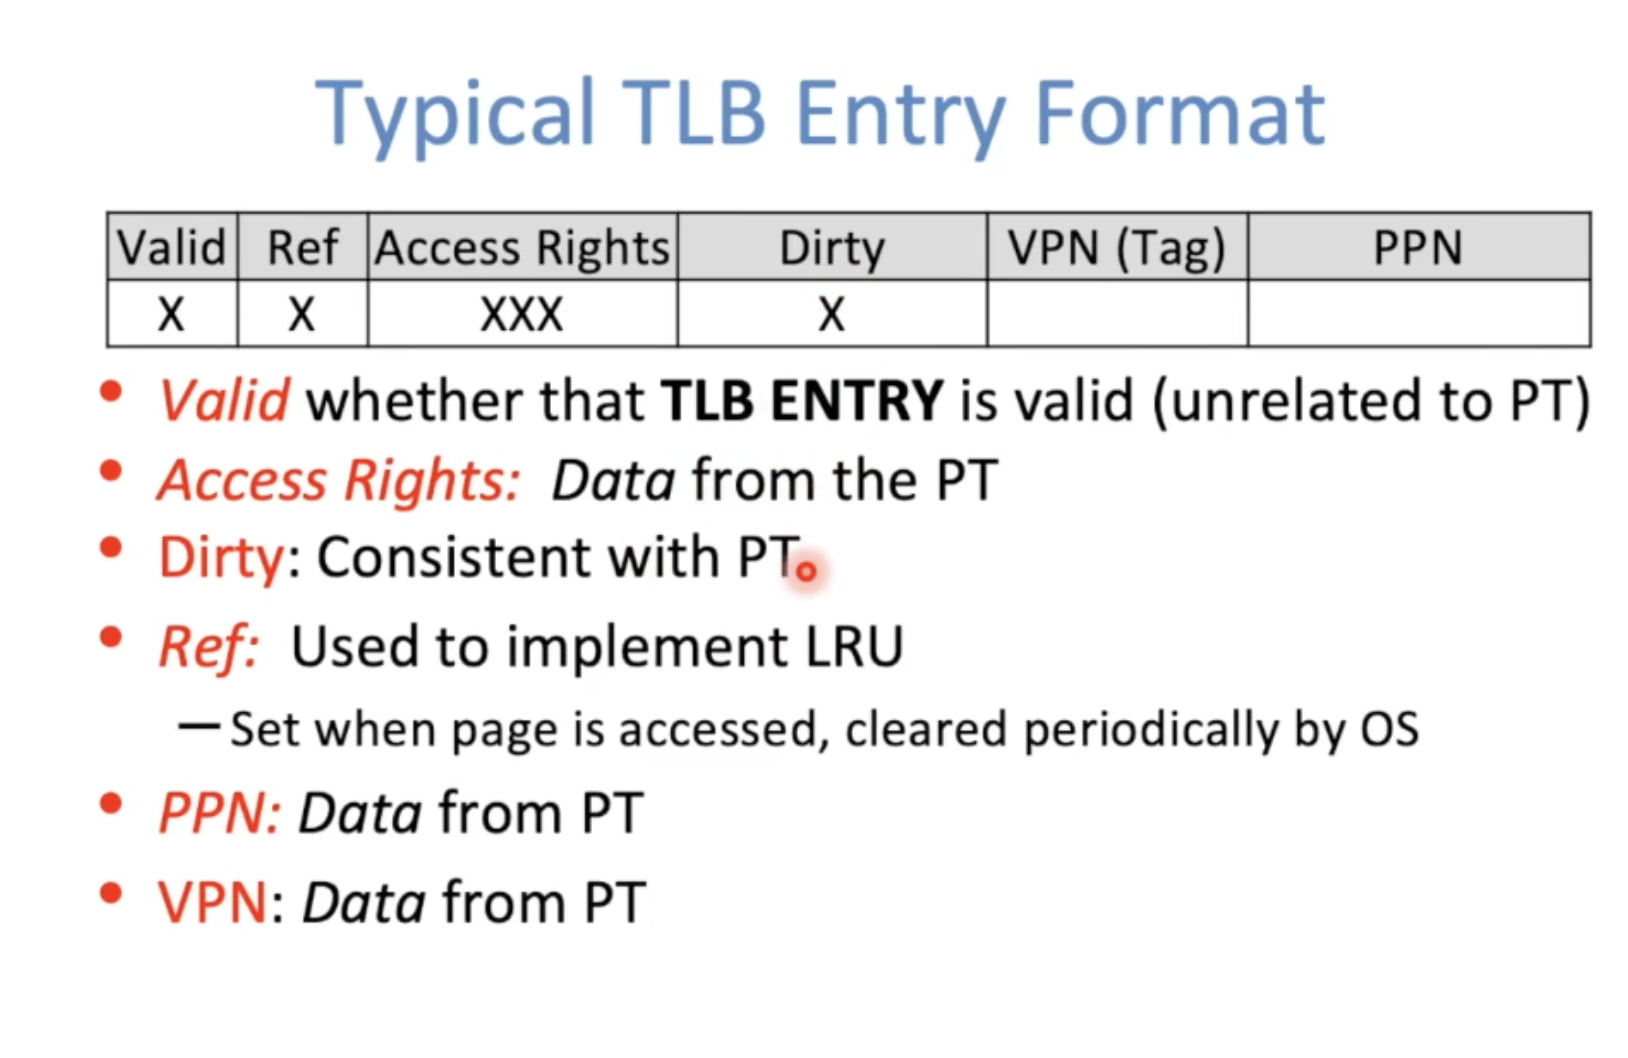 Typical TLB Entry Format
Valid Ref Access Rights Dirty VPN (Tag) PPN
X X XXX X
• Valid whether that TLB ENTRY is valid (unrelated to PT)
• Access Rights: Data from the PT
• Dirty: Consistent with PT
• Ref: Used to implement LRU
— Set when page is accessed, cleared periodically by OS
• PPN: Data from PT
• VPN: Data from PT